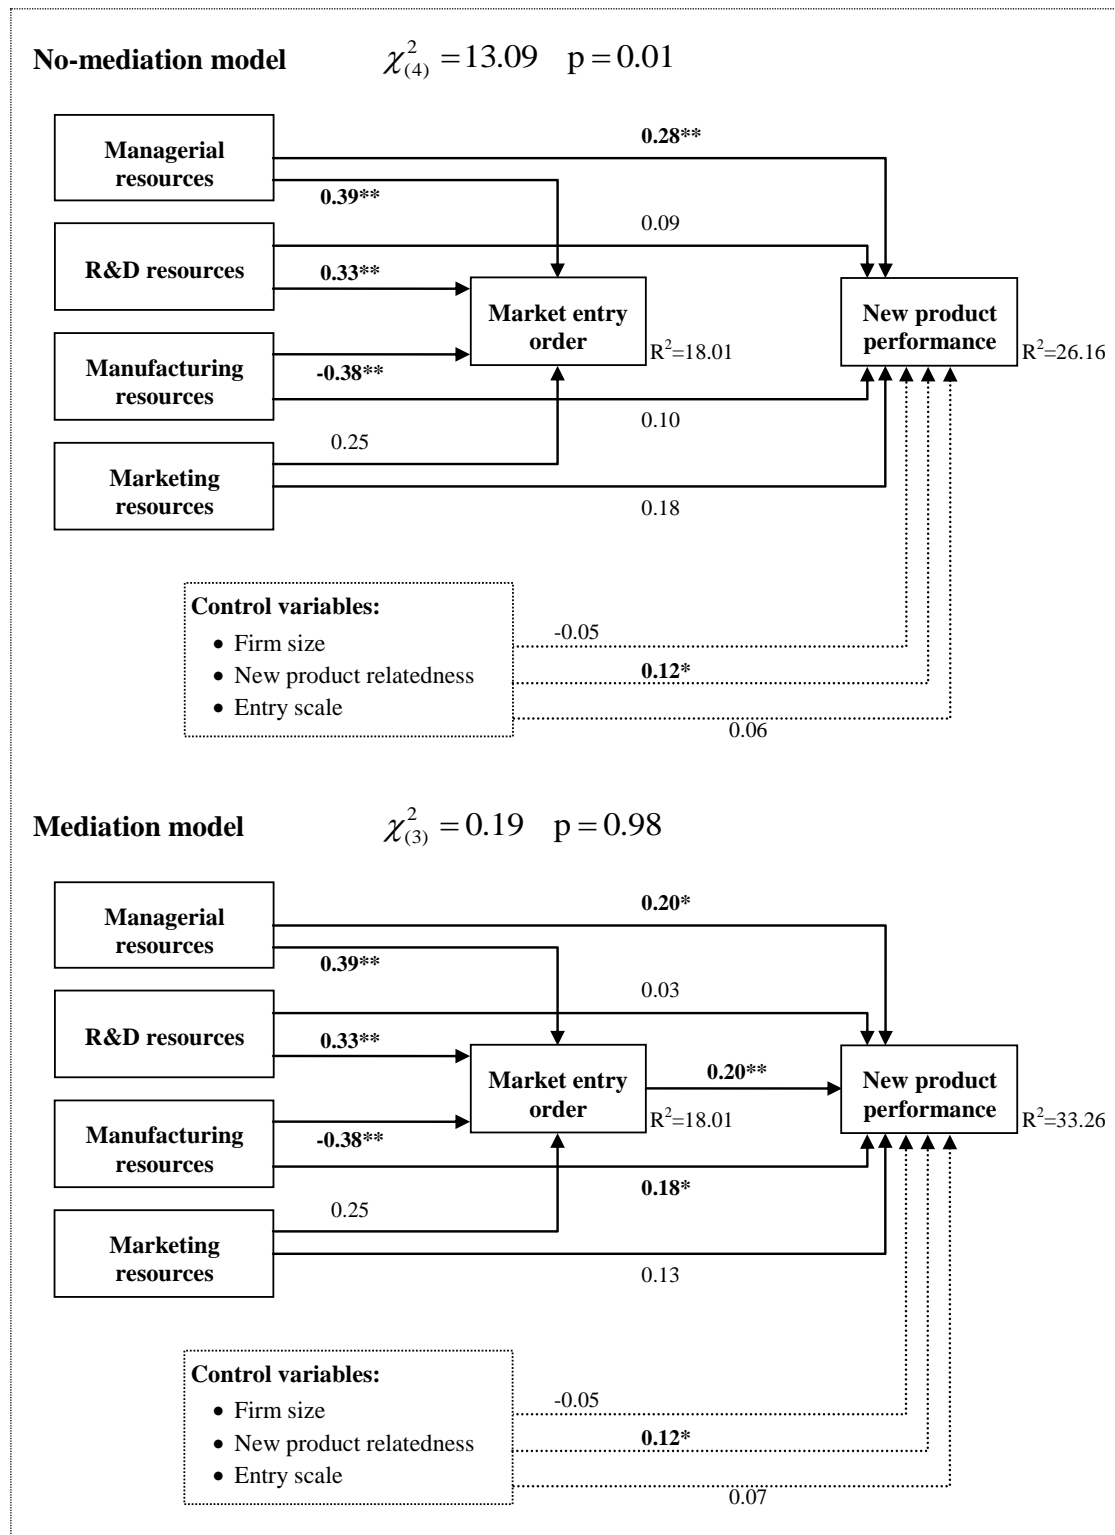 No-mediation model χ²₍₄₎ = 13.09 p = 0.01
Managerial
resources
0.28**
0.39**
R&D resources
0.09
0.33**
Market entry
order
R²=18.01
New product
performance
R²=26.16
Manufacturing
resources
-0.38**
0.10
Marketing
resources
0.25
0.18
Control variables:
• Firm size
• New product relatedness
• Entry scale
-0.05
0.12*
0.06
Mediation model χ²₍₃₎ = 0.19 p = 0.98
Managerial
resources
0.20*
0.39**
R&D resources
0.03
0.33**
Market entry
order
R²=18.01
0.20**
New product
performance
R²=33.26
Manufacturing
resources
-0.38**
0.18*
Marketing
resources
0.25
0.13
Control variables:
• Firm size
• New product relatedness
• Entry scale
-0.05
0.12*
0.07